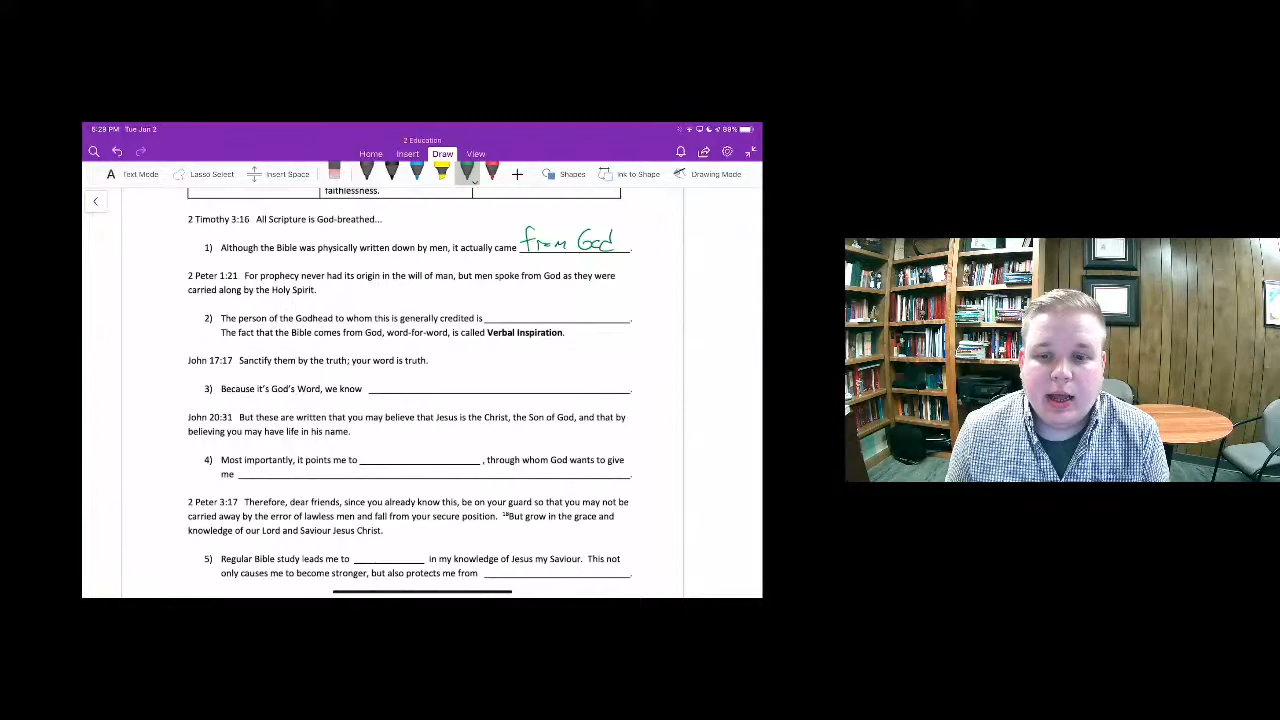 5:29 PM Tue Jun 2
89%
2 Education
Home Insert Draw View
Text Mode Lasso Select Insert Space Shapes Ink to Shape Drawing Mode
faithlessness.
2 Timothy 3:16 All Scripture is God-breathed...
1) Although the Bible was physically written down by men, it actually came from God.
2 Peter 1:21 For prophecy never had its origin in the will of man, but men spoke from God as they were
carried along by the Holy Spirit.
2) The person of the Godhead to whom this is generally credited is ____________________.
The fact that the Bible comes from God, word-for-word, is called Verbal Inspiration.
John 17:17 Sanctify them by the truth; your word is truth.
3) Because it's God's Word, we know ____________________.
John 20:31 But these are written that you may believe that Jesus is the Christ, the Son of God, and that by
believing you may have life in his name.
4) Most importantly, it points me to ____________________, through whom God wants to give
me ____________________.
2 Peter 3:17 Therefore, dear friends, since you already know this, be on your guard so that you may not be
carried away by the error of lawless men and fall from your secure position. 18But grow in the grace and
knowledge of our Lord and Saviour Jesus Christ.
5) Regular Bible study leads me to __________ in my knowledge of Jesus my Saviour. This not
only causes me to become stronger, but also protects me from ____________________.